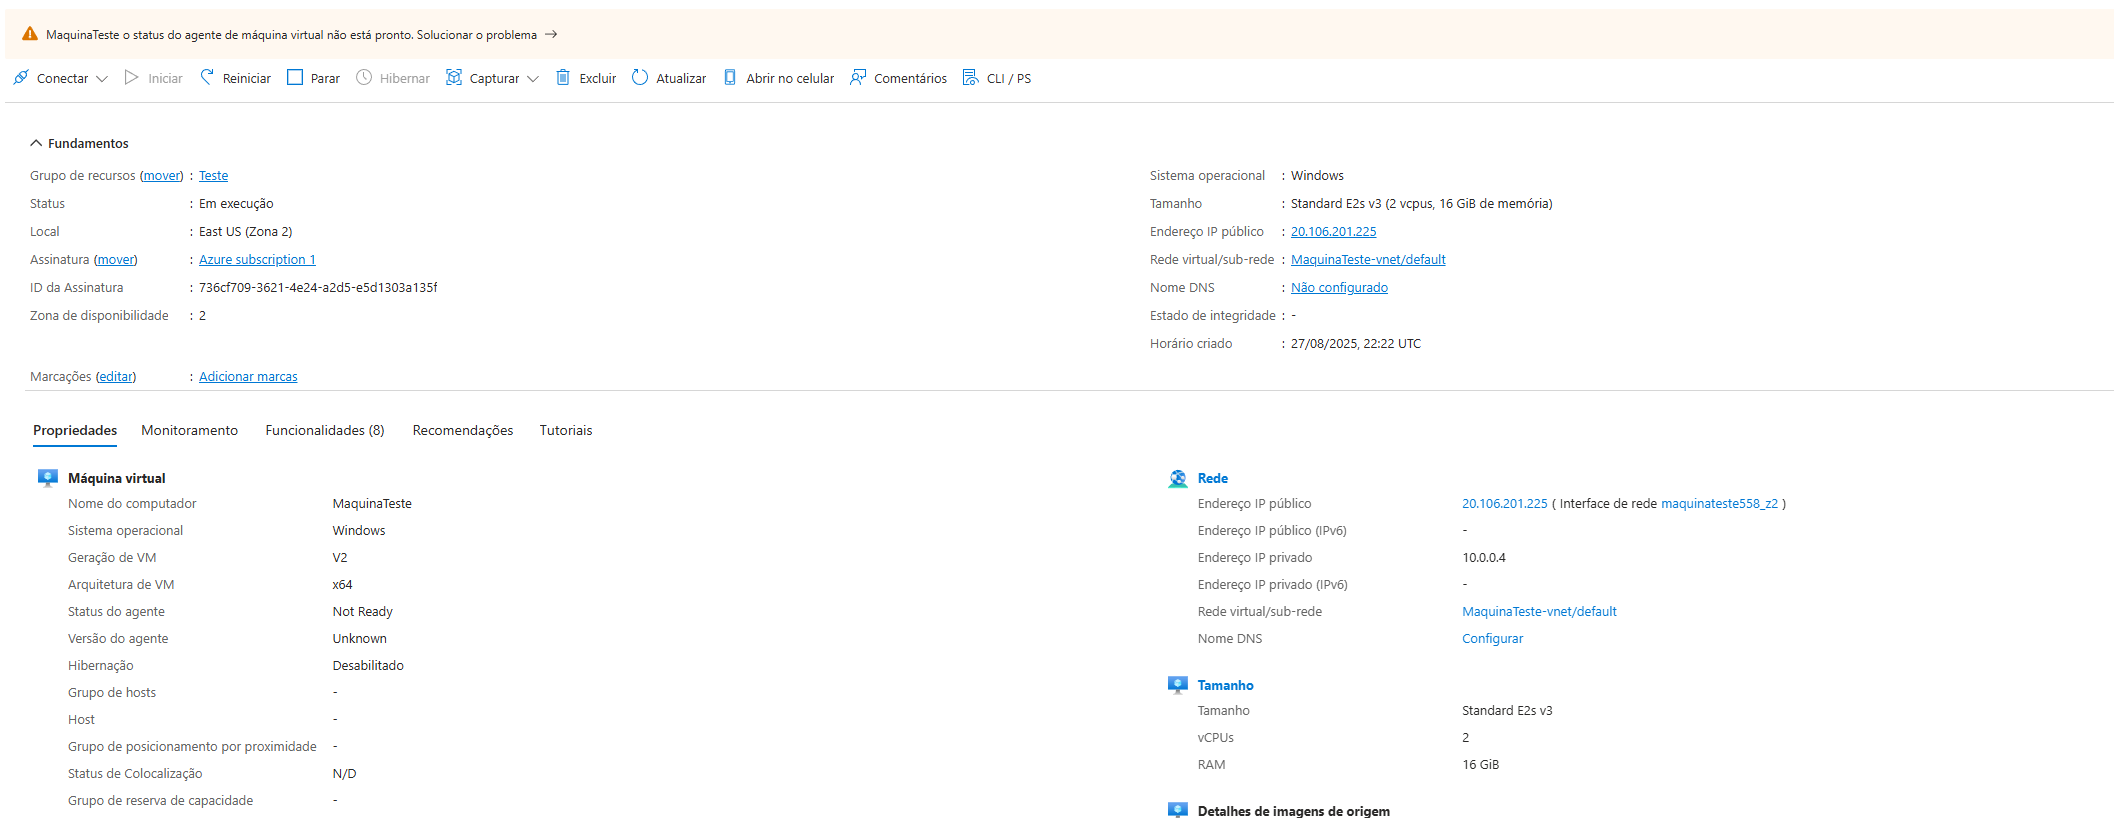 MaquinaTeste o status do agente de máquina virtual não está pronto. Solucionar o problema →
Conectar Iniciar Reiniciar Parar Hibernar Capturar Excluir Atualizar Abrir no celular Comentários CLI / PS
Fundamentos
Grupo de recursos (mover) : Teste
Status : Em execução
Local : East US (Zona 2)
Assinatura (mover) : Azure subscription 1
ID da Assinatura : 736cf709-3621-4e24-a2d5-e5d1303a135f
Zona de disponibilidade : 2
Sistema operacional : Windows
Tamanho : Standard E2s v3 (2 vcpus, 16 GiB de memória)
Endereço IP público : 20.106.201.225
Rede virtual/sub-rede : MaquinaTeste-vnet/default
Nome DNS : Não configurado
Estado de integridade : -
Horário criado : 27/08/2025, 22:22 UTC
Marcações (editar) : Adicionar marcas
Propriedades Monitoramento Funcionalidades (8) Recomendações Tutoriais
Máquina virtual
Nome do computador MaquinaTeste
Sistema operacional Windows
Geração de VM V2
Arquitetura de VM x64
Status do agente Not Ready
Versão do agente Unknown
Hibernação Desabilitado
Grupo de hosts -
Host -
Grupo de posicionamento por proximidade -
Status de Colocalização N/D
Grupo de reserva de capacidade -
Rede
Endereço IP público 20.106.201.225 ( Interface de rede maquinateste558_z2 )
Endereço IP público (IPv6) -
Endereço IP privado 10.0.0.4
Endereço IP privado (IPv6) -
Rede virtual/sub-rede MaquinaTeste-vnet/default
Nome DNS Configurar
Tamanho
Tamanho Standard E2s v3
vCPUs 2
RAM 16 GiB
Detalhes de imagens de origem